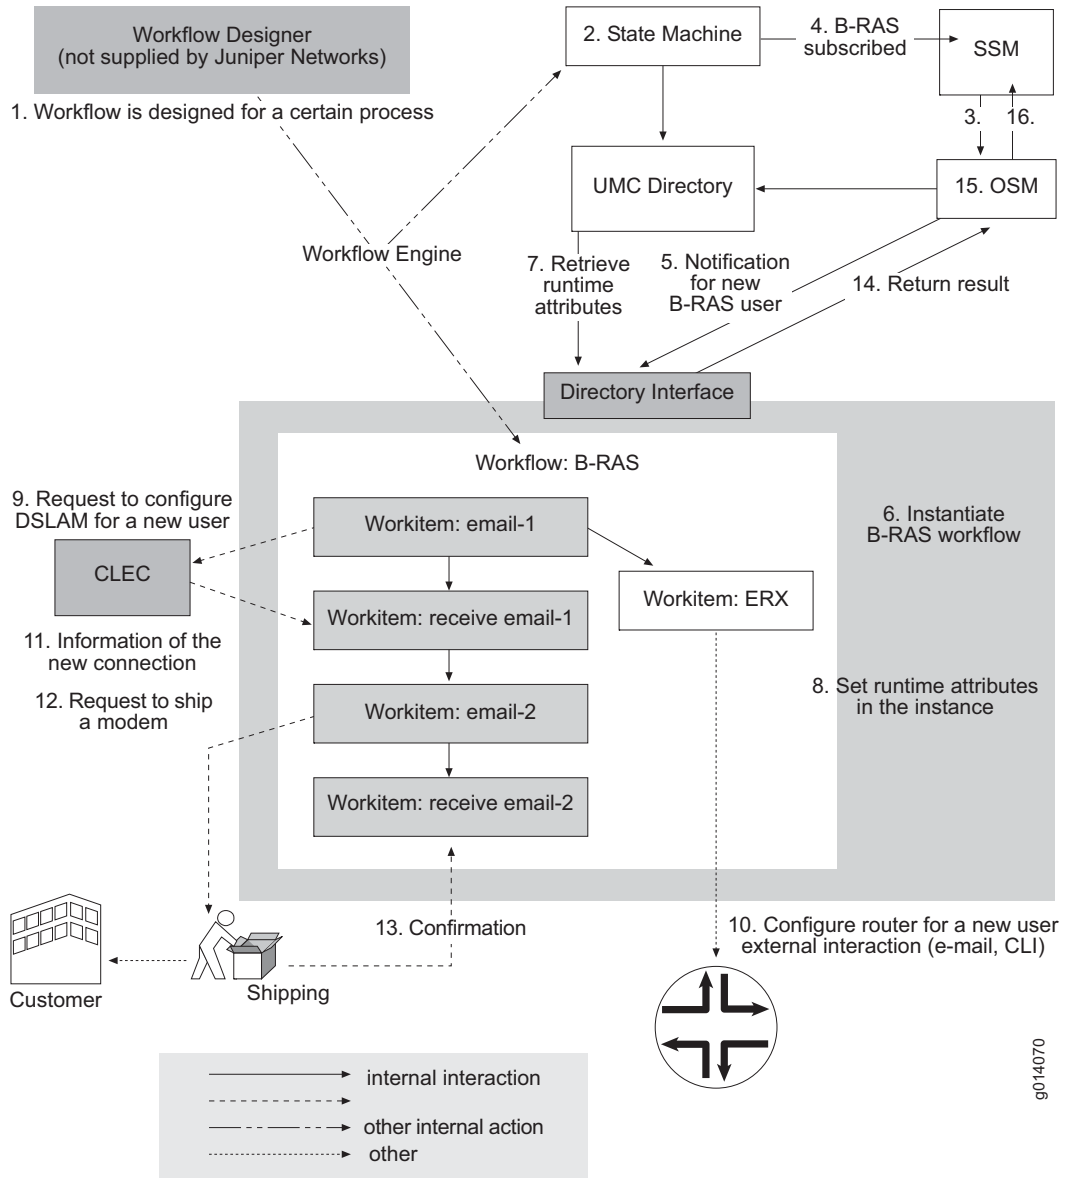 Workflow Designer
(not supplied by Juniper Networks)
1. Workflow is designed for a certain process
2. State Machine
4. B-RAS
subscribed
SSM
3.
16.
UMC Directory
15. OSM
Workflow Engine
7. Retrieve
runtime
attributes
5. Notification
for new
B-RAS user
14. Return result
Directory Interface
Workflow: B-RAS
9. Request to configure
DSLAM for a new user
CLEC
11. Information of the
new connection
12. Request to ship
a modem
Workitem: email-1
Workitem: receive email-1
Workitem: email-2
Workitem: receive email-2
Workitem: ERX
6. Instantiate
B-RAS workflow
8. Set runtime attributes
in the instance
13. Confirmation
10. Configure router for a new user
external interaction (e-mail, CLI)
Customer
Shipping
internal interaction
other internal action
other
g014070